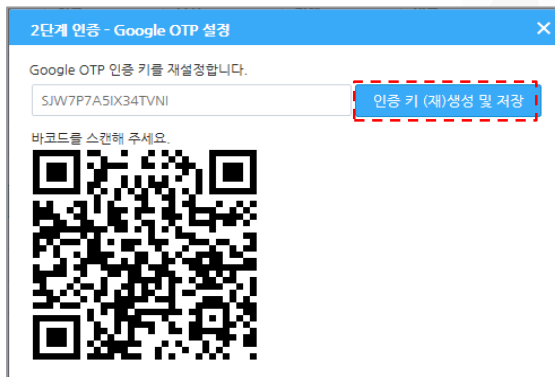 2단계 인증 - Google OTP 설정
Google OTP 인증 키를 재설정합니다.
SJW7P7A5IX34TVNI
인증 키 (재)생성 및 저장
바코드를 스캔해 주세요.